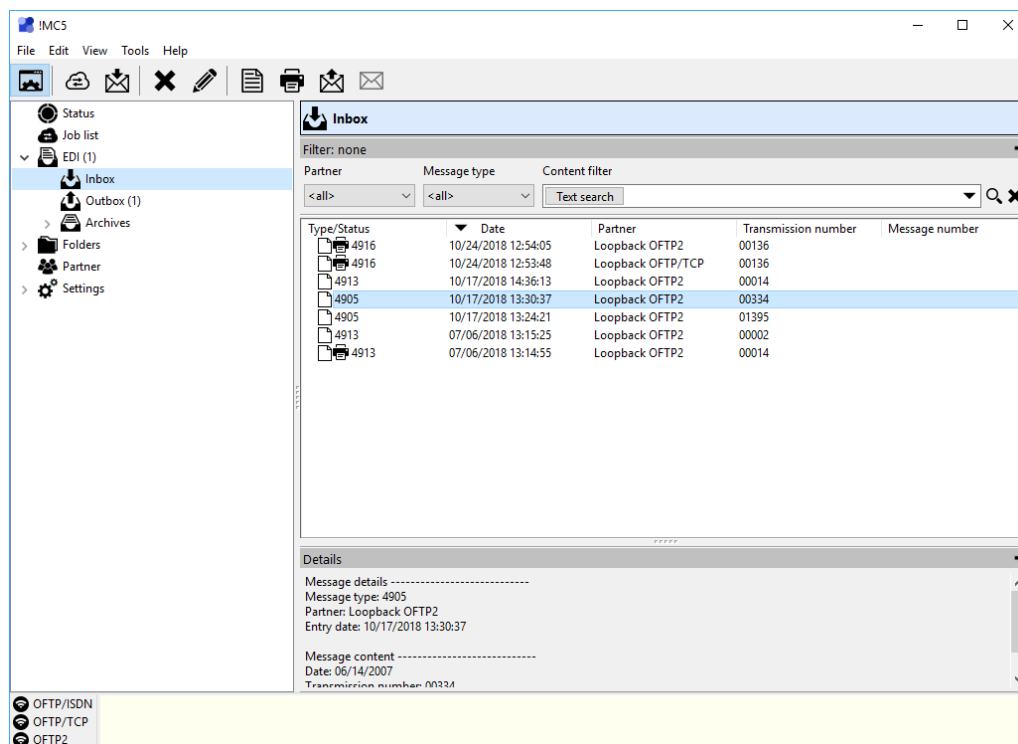 !MC5
File Edit View Tools Help
Status
Job list
EDI (1)
Inbox
Outbox (1)
Archives
Folders
Partner
Settings
Inbox
Filter: none
Partner Message type Content filter
<all> <all> Text search
Type/Status Date Partner Transmission number Message number
4916 10/24/2018 12:54:05 Loopback OFTP2 00136
4916 10/24/2018 12:53:48 Loopback OFTP/TCP 00136
4913 10/17/2018 14:36:13 Loopback OFTP2 00014
4905 10/17/2018 13:30:37 Loopback OFTP2 00334
4905 10/17/2018 13:24:21 Loopback OFTP2 01395
4913 07/06/2018 13:15:25 Loopback OFTP2 00002
4913 07/06/2018 13:14:55 Loopback OFTP2 00014
Details
Message details ----------------------------
Message type: 4905
Partner: Loopback OFTP2
Entry date: 10/17/2018 13:30:37
Message content ----------------------------
Date: 06/14/2007
Transmission number: 00334
OFTP/ISDN
OFTP/TCP
OFTP2